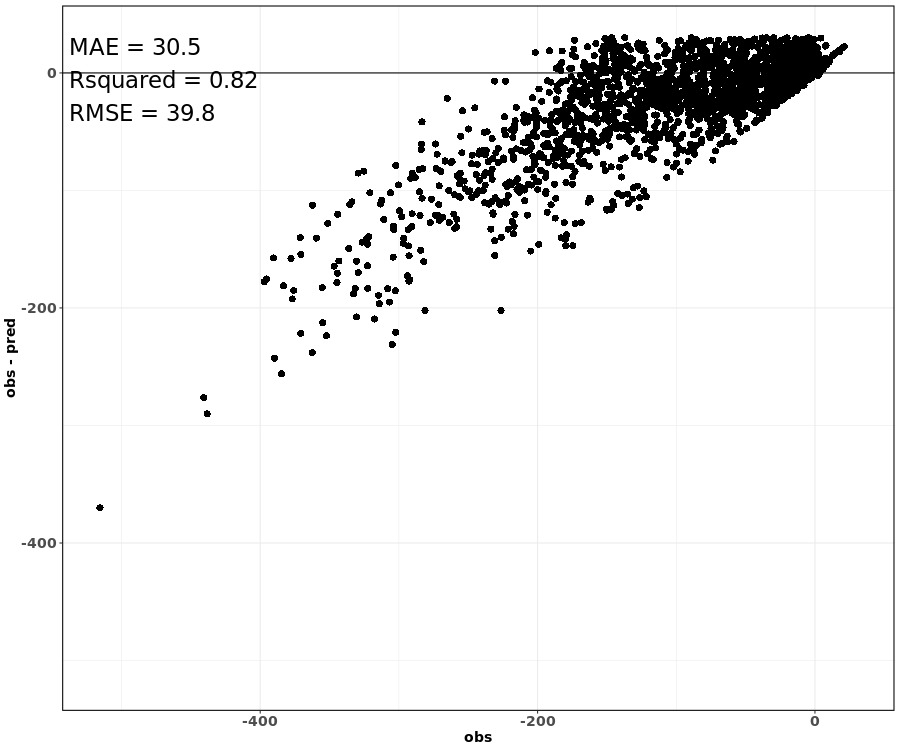 MAE = 30.5
Rsquared = 0.82
RMSE = 39.8
0
-200
-400
obs - pred
-400
-200
0
obs